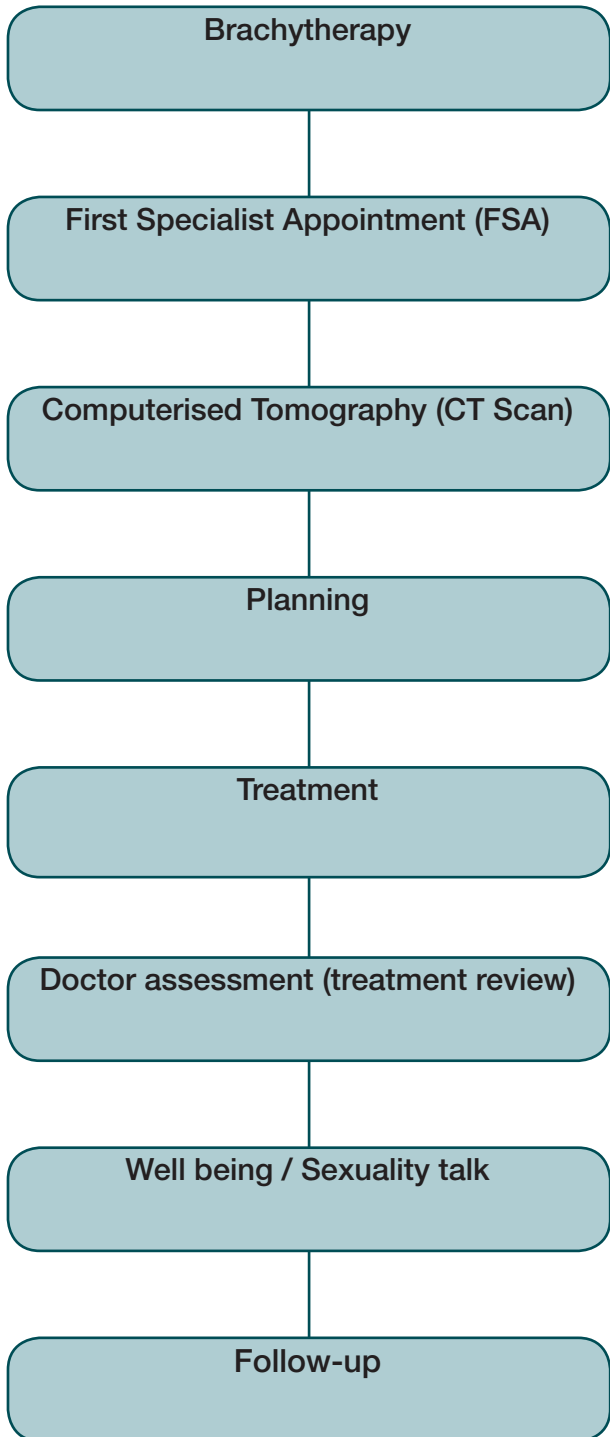 Brachytherapy
First Specialist Appointment (FSA)
Computerised Tomography (CT Scan)
Planning
Treatment
Doctor assessment (treatment review)
Well being / Sexuality talk
Follow-up